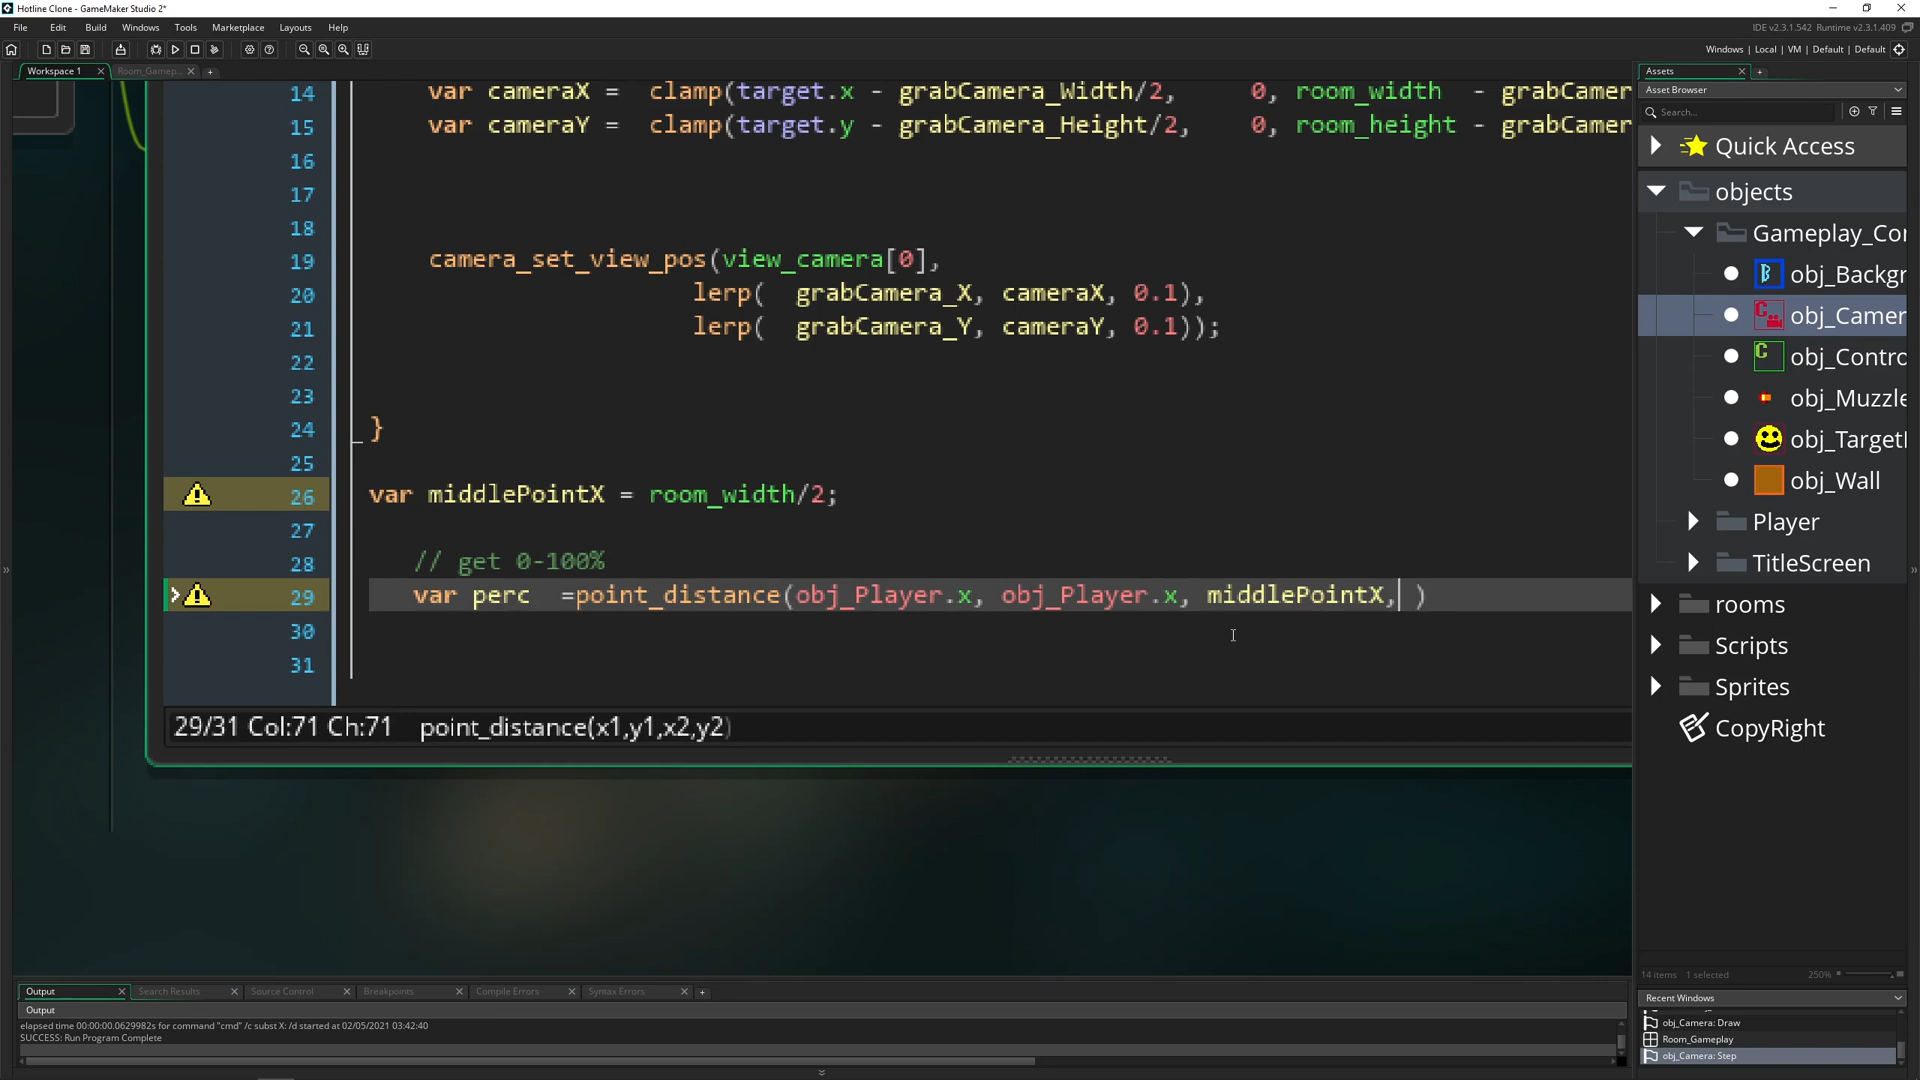 Hotline Clone - GameMaker Studio 2*
File Edit Build Windows Tools Marketplace Layouts Help
IDE v2.3.1.542 Runtime v2.3.1.409
Windows | Local | VM | Default | Default
Workspace 1
Room_Gamep...
14 var cameraX = clamp(target.x - grabCamera_Width/2, 0, room_width - grabCamer
15 var cameraY = clamp(target.y - grabCamera_Height/2, 0, room_height - grabCamer
16
17
18
19 camera_set_view_pos(view_camera[0],
20 lerp( grabCamera_X, cameraX, 0.1),
21 lerp( grabCamera_Y, cameraY, 0.1));
22
23
24 }
25
26 var middlePointX = room_width/2;
27
28 // get 0-100%
29 var perc =point_distance(obj_Player.x, obj_Player.x, middlePointX, )
30
31
29/31 Col:71 Ch:71 point_distance(x1,y1,x2,y2)
Assets
Asset Browser
Search...
Quick Access
objects
Gameplay_Cor
obj_Backgr
obj_Camer
obj_Contro
obj_Muzzle
obj_Target
obj_Wall
Player
TitleScreen
rooms
Scripts
Sprites
CopyRight
14 items 1 selected 250%
Recent Windows
obj_Camera: Draw
Room_Gameplay
obj_Camera: Step
Output Search Results Source Control Breakpoints Compile Errors Syntax Errors
Output
elapsed time 00:00:00.0629982s for command "cmd" /c subst X: /d started at 02/05/2021 03:42:40
SUCCESS: Run Program Complete